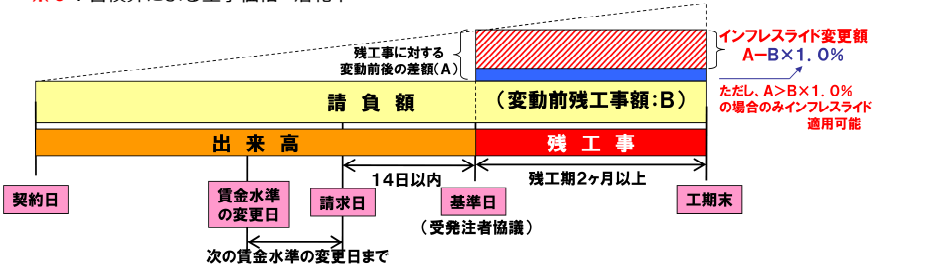 残工事に対する
変動前後の差額(A)
インフレスライド変更額
A－B×1．0％
ただし、A＞B×1．0％
の場合のみインフレスライド
適用可能
請 負 額
（変動前残工事額：B）
出 来 高
残 工 事
14日以内
残工期2ヶ月以上
契約日
賃金水準
の変更日
請求日
基準日
工期末
（受発注者協議）
次の賃金水準の変更日まで